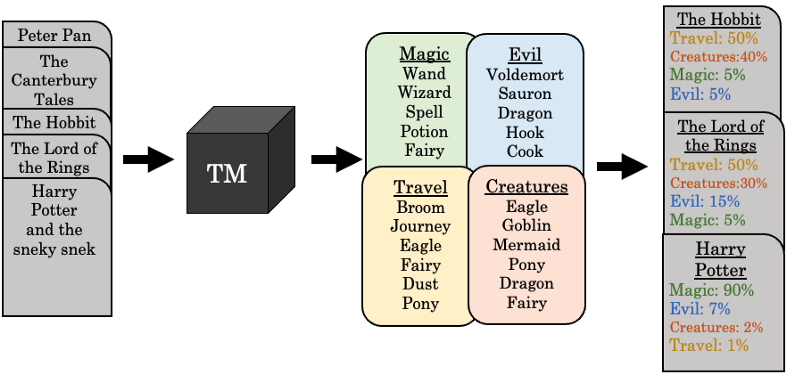 Peter Pan
The
Canterbury
Tales
The Hobbit
The Lord of
the Rings
Harry
Potter
and the
sneky snek
TM
Magic
Wand
Wizard
Spell
Potion
Fairy
Evil
Voldemort
Sauron
Dragon
Hook
Cook
Travel
Broom
Journey
Eagle
Fairy
Dust
Pony
Creatures
Eagle
Goblin
Mermaid
Pony
Dragon
Fairy
The Hobbit
Travel: 50%
Creatures:40%
Magic: 5%
Evil: 5%
The Lord of
the Rings
Travel: 50%
Creatures:30%
Evil: 15%
Magic: 5%
Harry
Potter
Magic: 90%
Evil: 7%
Creatures: 2%
Travel: 1%